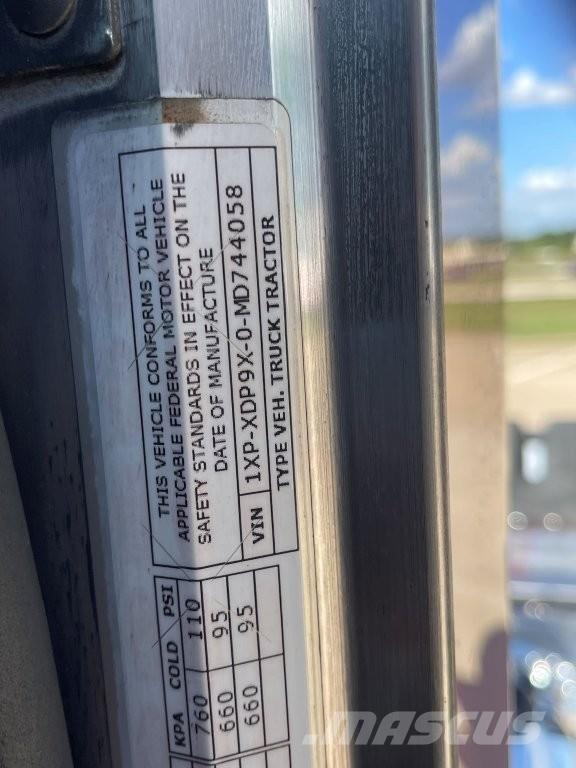 THIS VEHICLE CONFORMS TO ALL
APPLICABLE FEDERAL MOTOR VEHICLE
SAFETY STANDARDS IN EFFECT ON THE
DATE OF MANUFACTURE
VIN 1XP-XDP9X-0-MD744058
TYPE VEH. TRUCK TRACTOR
KPA COLD PSI
760 110
660 95
660 95
MASCUS